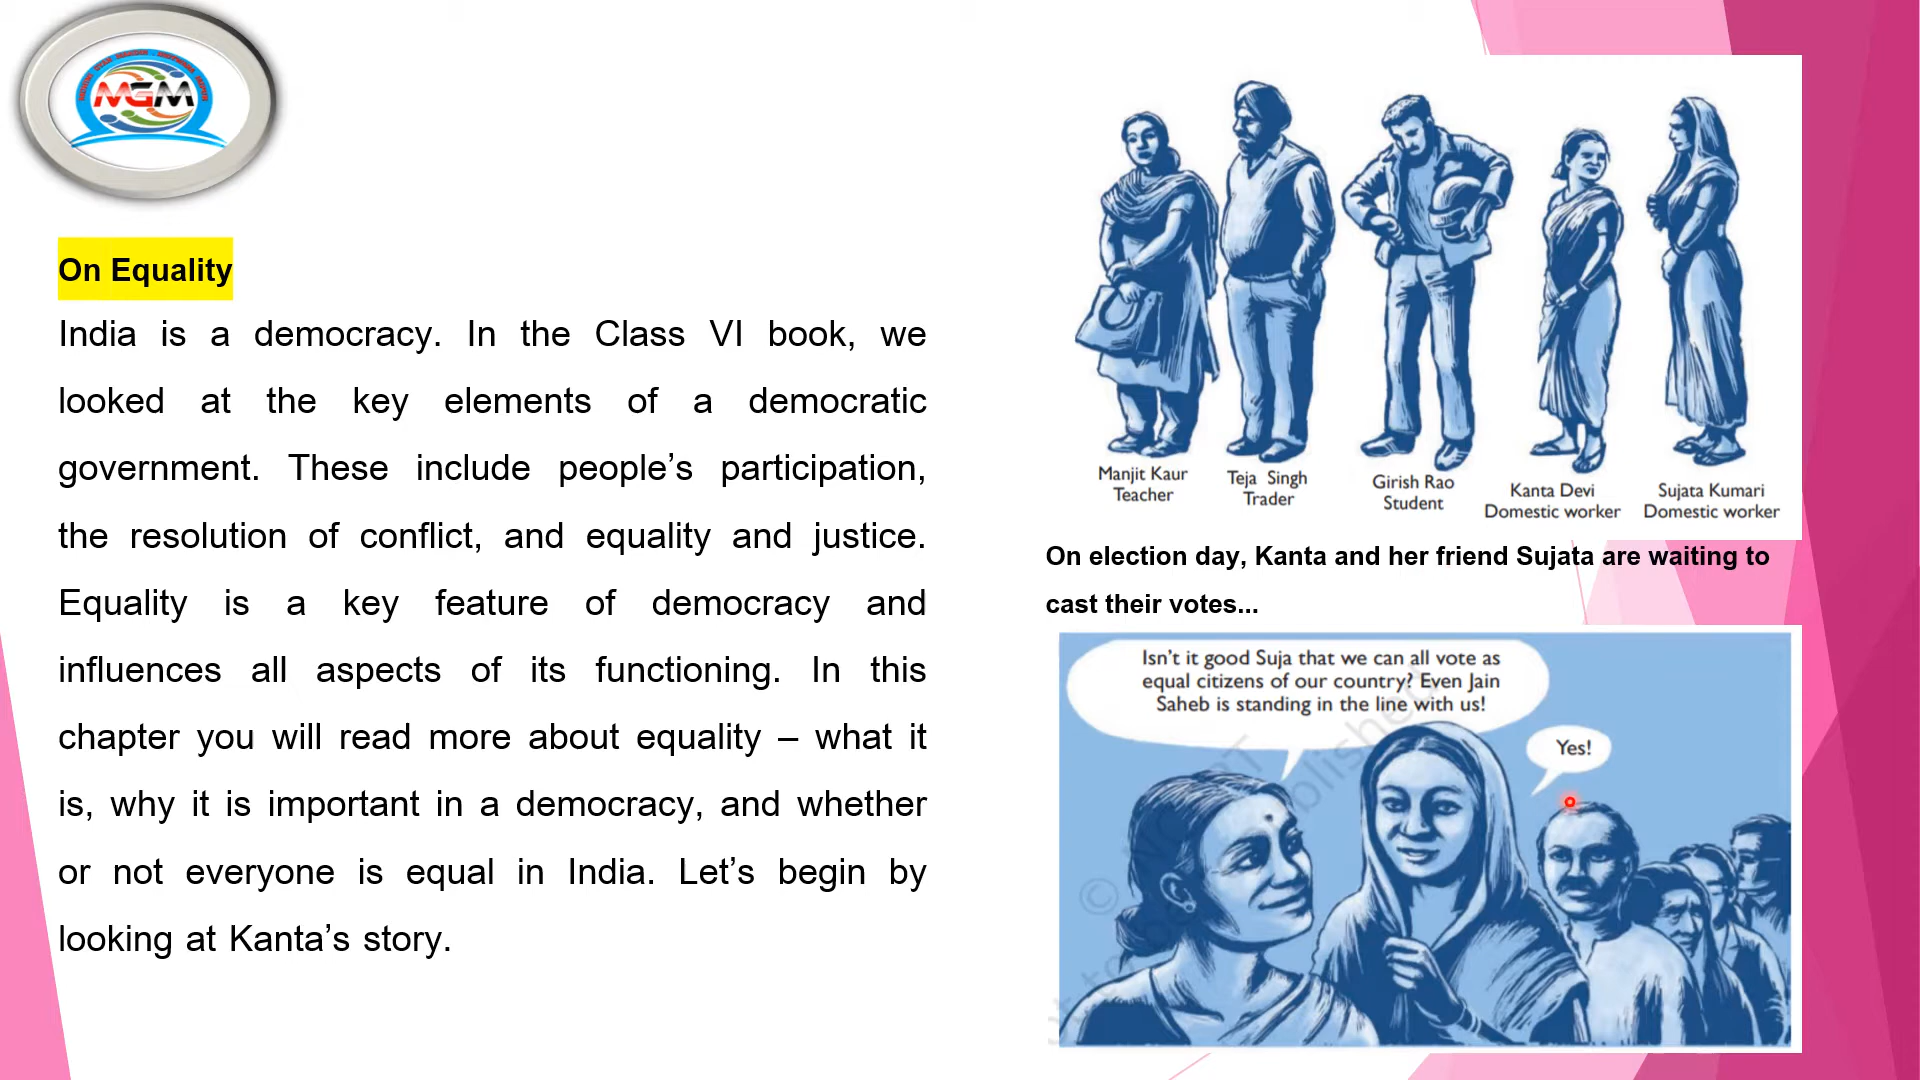 MGM
On Equality
India is a democracy. In the Class VI book, we
looked at the key elements of a democratic
government. These include people’s participation,
the resolution of conflict, and equality and justice.
Equality is a key feature of democracy and
influences all aspects of its functioning. In this
chapter you will read more about equality – what it
is, why it is important in a democracy, and whether
or not everyone is equal in India. Let’s begin by
looking at Kanta’s story.
Manjit Kaur
Teacher
Teja Singh
Trader
Girish Rao
Student
Kanta Devi
Domestic worker
Sujata Kumari
Domestic worker
On election day, Kanta and her friend Sujata are waiting to
cast their votes...
Isn’t it good Suja that we can all vote as
equal citizens of our country? Even Jain
Saheb is standing in the line with us!
Yes!